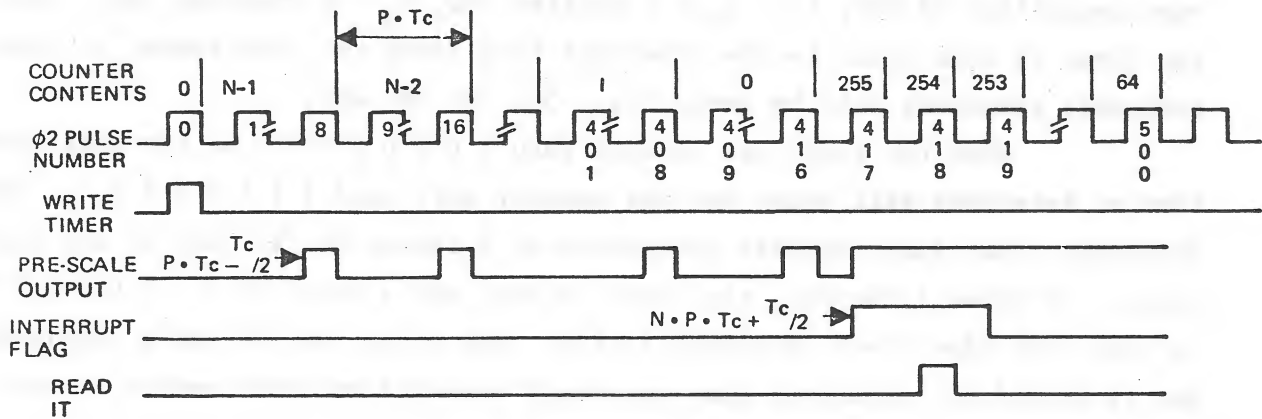 P • Tc
COUNTER CONTENTS
0 N-1 N-2 I 0 255 254 253 64
φ2 PULSE NUMBER
0 1 8 9 16 401 408 409 416 417 418 419 500
WRITE TIMER
PRE-SCALE OUTPUT
P • Tc – Tc/2
INTERRUPT FLAG
N • P • Tc + Tc/2
READ IT